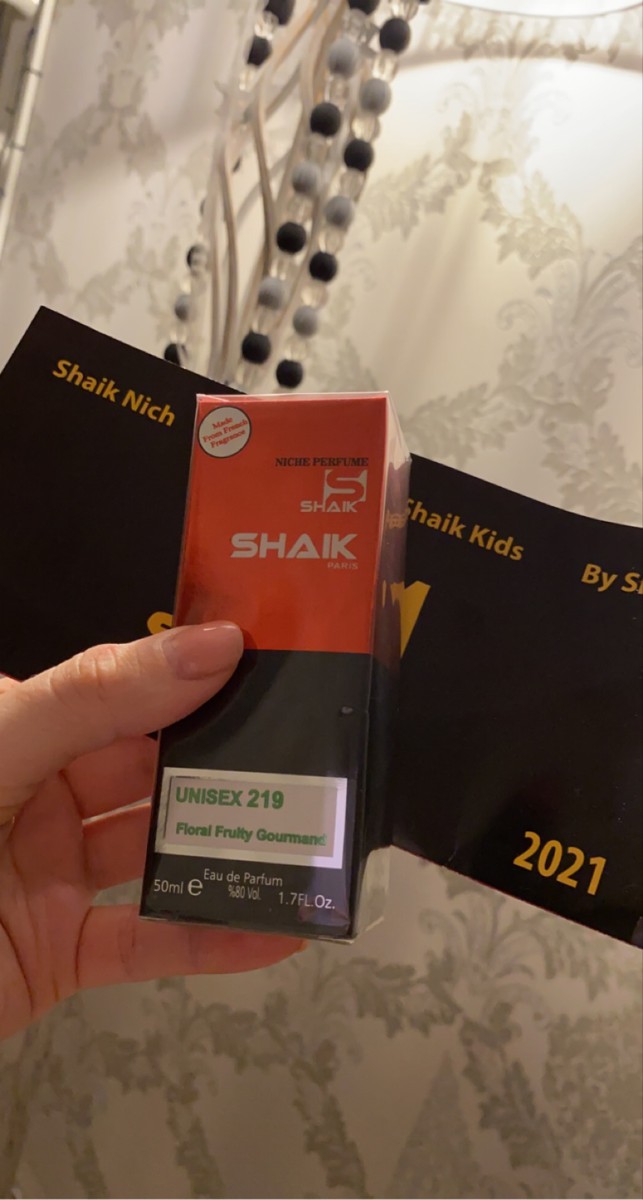 Shaik Nich
Made
From French
Fragrance
NICHE PERFUME
S
SHAIK
SHAIK
PARIS
Shaik Kids
By
UNISEX 219
Floral Fruity Gourmand
Eau de Parfum
50ml e %80 Vol. 1.7FL.Oz.
2021